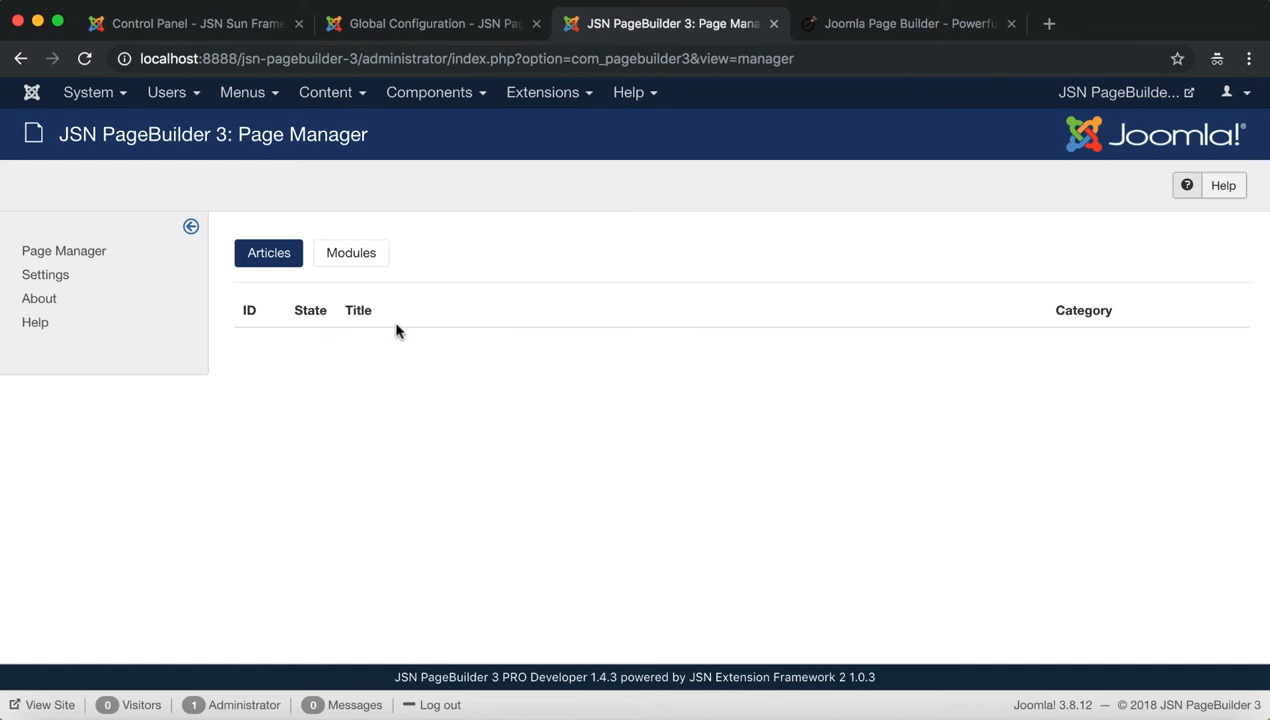 Control Panel - JSN Sun Frame
Global Configuration - JSN Pag
JSN PageBuilder 3: Page Mana
Joomla Page Builder - Powerfu
localhost:8888/jsn-pagebuilder-3/administrator/index.php?option=com_pagebuilder3&view=manager
System Users Menus Content Components Extensions Help JSN PageBuilde...
JSN PageBuilder 3: Page Manager
Joomla!®
Help
Page Manager
Settings
About
Help
Articles Modules
ID State Title Category
JSN PageBuilder 3 PRO Developer 1.4.3 powered by JSN Extension Framework 2 1.0.3
View Site 0 Visitors 1 Administrator 0 Messages Log out Joomla! 3.8.12 — © 2018 JSN PageBuilder 3